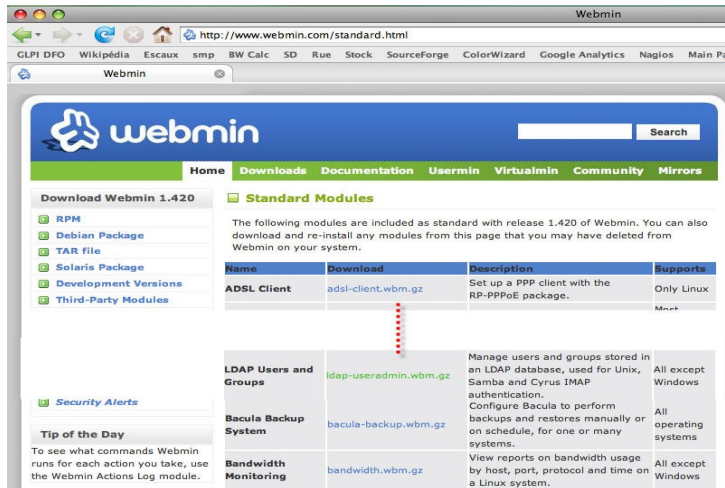 Webmin
http://www.webmin.com/standard.html
GLPI DFO Wikipédia Escaux smp BW Calc SD Rue Stock SourceForge ColorWizard Google Analytics Nagios Main
Webmin
webmin
Search
Home Downloads Documentation Usermin Virtualmin Community Mirrors
Download Webmin 1.420
RPM
Debian Package
TAR file
Solaris Package
Development Versions
Third-Party Modules
Security Alerts
Tip of the Day
To see what commands Webmin
runs for each action you take, use
the Webmin Actions Log module.
Standard Modules
The following modules are included as standard with release 1.420 of Webmin. You can also
download and re-install any modules from this page that you may have deleted from
Webmin on your system.
Name Download Description Supports
ADSL Client adsl-client.wbm.gz Set up a PPP client with the
RP-PPPoE package. Only Linux
Most
LDAP Users and
Groups
ldap-useradmin.wbm.gz
Manage users and groups stored in
an LDAP database, used for Unix,
Samba and Cyrus IMAP
authentication.
All except
Windows
Bacula Backup
System
bacula-backup.wbm.gz
Configure Bacula to perform
backups and restores manually or
on schedule, for one or many
systems.
All
operating
systems
Bandwidth
Monitoring
bandwidth.wbm.gz
View reports on bandwidth usage
by host, port, protocol and time on
a Linux system.
All except
Windows